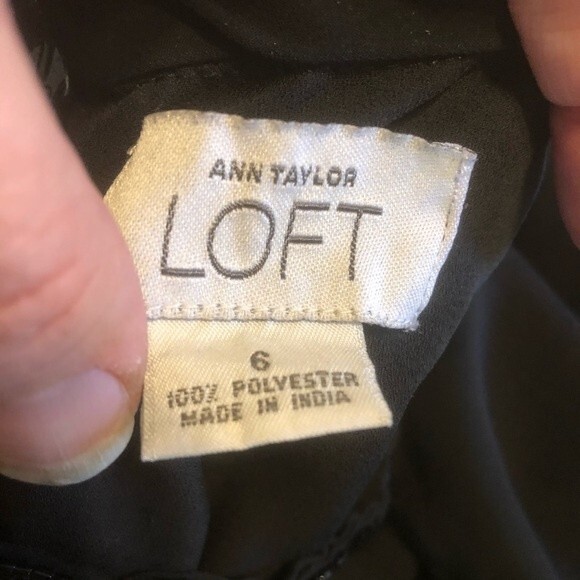 ANN TAYLOR
LOFT
6
100% POLYESTER
MADE IN INDIA